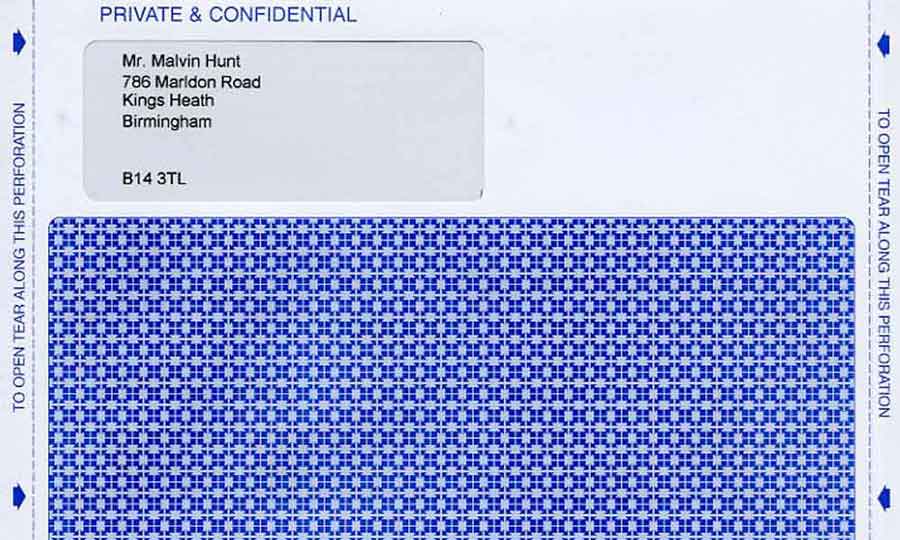 PRIVATE & CONFIDENTIAL
Mr. Malvin Hunt
786 Marldon Road
Kings Heath
Birmingham
B14 3TL
TO OPEN TEAR ALONG THIS PERFORATION
TO OPEN TEAR ALONG THIS PERFORATION